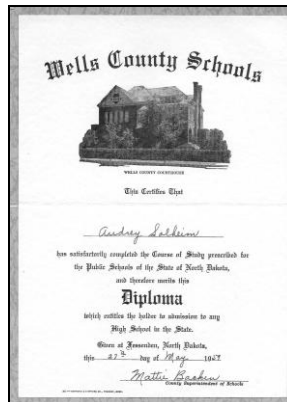 Wells County Schools
WELLS COUNTY COURTHOUSE
This Certifies That
Audrey Solheim
has satisfactorily completed the Course of Study prescribed for
the Public Schools of the State of North Dakota,
and therefore merits this
Diploma
which entitles the holder to admission to any
High School in the State.
Given at Fessenden, North Dakota,
this 27th day of May 1954
Mattie Backen
County Superintendent of Schools